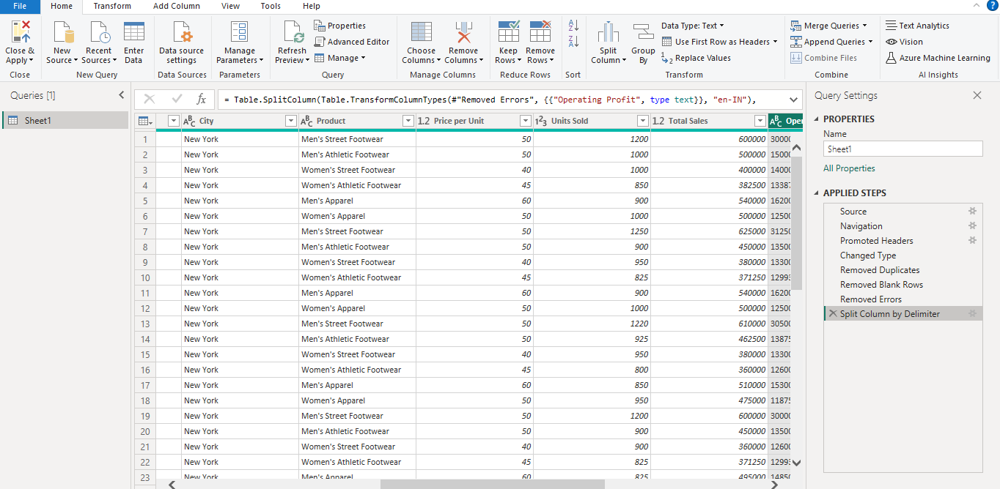 File Home Transform Add Column View Tools Help
Close & Apply
Close
New Source
Recent Sources
Enter Data
New Query
Data source settings
Data Sources
Manage Parameters
Parameters
Refresh Preview
Properties
Advanced Editor
Manage
Query
Choose Columns
Remove Columns
Manage Columns
Keep Rows
Remove Rows
Reduce Rows
Sort
Split Column
Group By
Data Type: Text
Use First Row as Headers
Replace Values
Transform
Merge Queries
Append Queries
Combine Files
Combine
Text Analytics
Vision
Azure Machine Learning
AI Insights
Queries [1]
Sheet1
fx = Table.SplitColumn(Table.TransformColumnTypes(#"Removed Errors", {{"Operating Profit", type text}}, "en-IN"),
City Product 1.2 Price per Unit 123 Units Sold 1.2 Total Sales Oper
1 New York Men's Street Footwear 50 1200 600000 30000
2 New York Men's Athletic Footwear 50 1000 500000 15000
3 New York Women's Street Footwear 40 1000 400000 14000
4 New York Women's Athletic Footwear 45 850 382500 13387
5 New York Men's Apparel 60 900 540000 16200
6 New York Women's Apparel 50 1000 500000 12500
7 New York Men's Street Footwear 50 1250 625000 31250
8 New York Men's Athletic Footwear 50 900 450000 13500
9 New York Women's Street Footwear 40 950 380000 13300
10 New York Women's Athletic Footwear 45 825 371250 12993
11 New York Men's Apparel 60 900 540000 16200
12 New York Women's Apparel 50 1000 500000 12500
13 New York Men's Street Footwear 50 1220 610000 30500
14 New York Men's Athletic Footwear 50 925 462500 13875
15 New York Women's Street Footwear 40 950 380000 13300
16 New York Women's Athletic Footwear 45 800 360000 12600
17 New York Men's Apparel 60 850 510000 15300
18 New York Women's Apparel 50 950 475000 11875
19 New York Men's Street Footwear 50 1200 600000 30000
20 New York Men's Athletic Footwear 50 900 450000 13500
21 New York Women's Street Footwear 40 900 360000 12600
22 New York Women's Athletic Footwear 45 825 371250 12993
23 New York Men's Apparel 60 825 495000 14850
Query Settings
PROPERTIES
Name
Sheet1
All Properties
APPLIED STEPS
Source
Navigation
Promoted Headers
Changed Type
Removed Duplicates
Removed Blank Rows
Removed Errors
Split Column by Delimiter